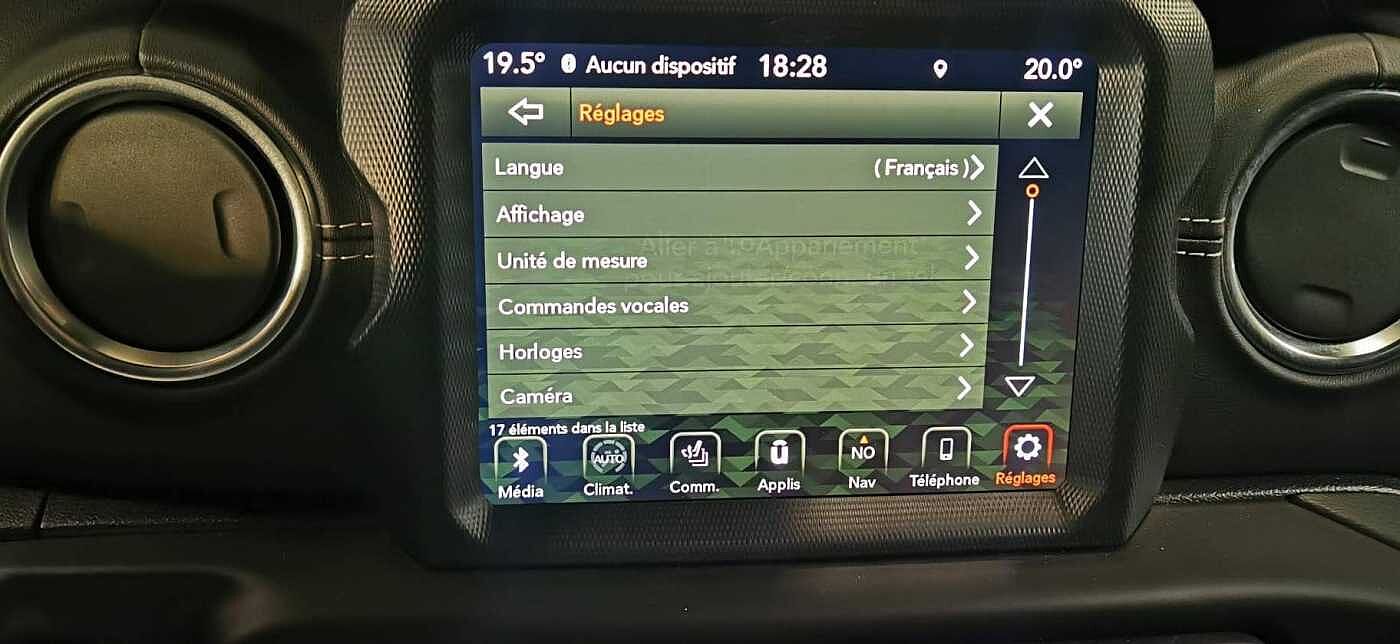 19.5° Aucun dispositif 18:28 20.0°
Réglages
Langue (Français)
Affichage
Unité de mesure
Commandes vocales
Horloges
Caméra
17 éléments dans la liste
AUTO NO
Média Climat. Comm. Applis Nav Téléphone Réglages